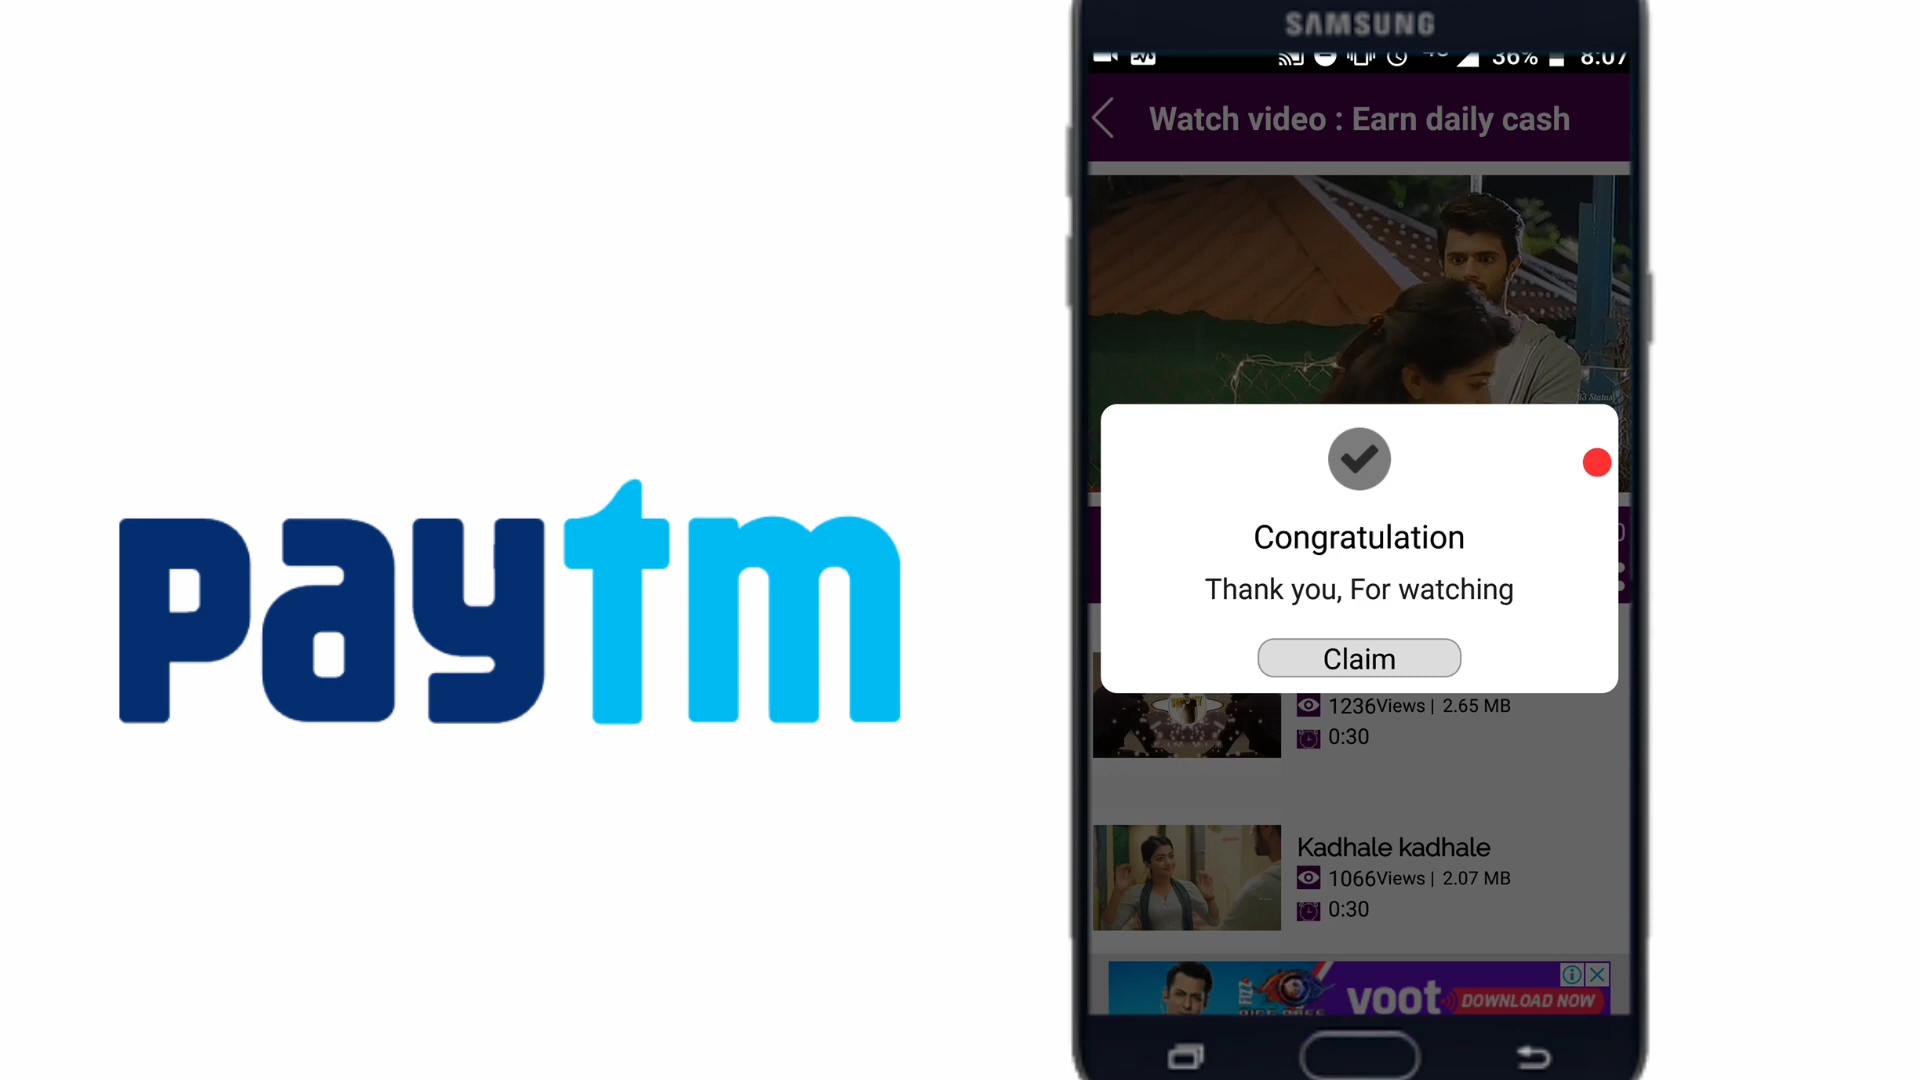 paytm
SAMSUNG
36% 8:07
Watch video : Earn daily cash
Congratulation
Thank you, For watching
Claim
1236Views | 2.65 MB
0:30
Kadhale kadhale
1066Views | 2.07 MB
0:30
voot
DOWNLOAD NOW